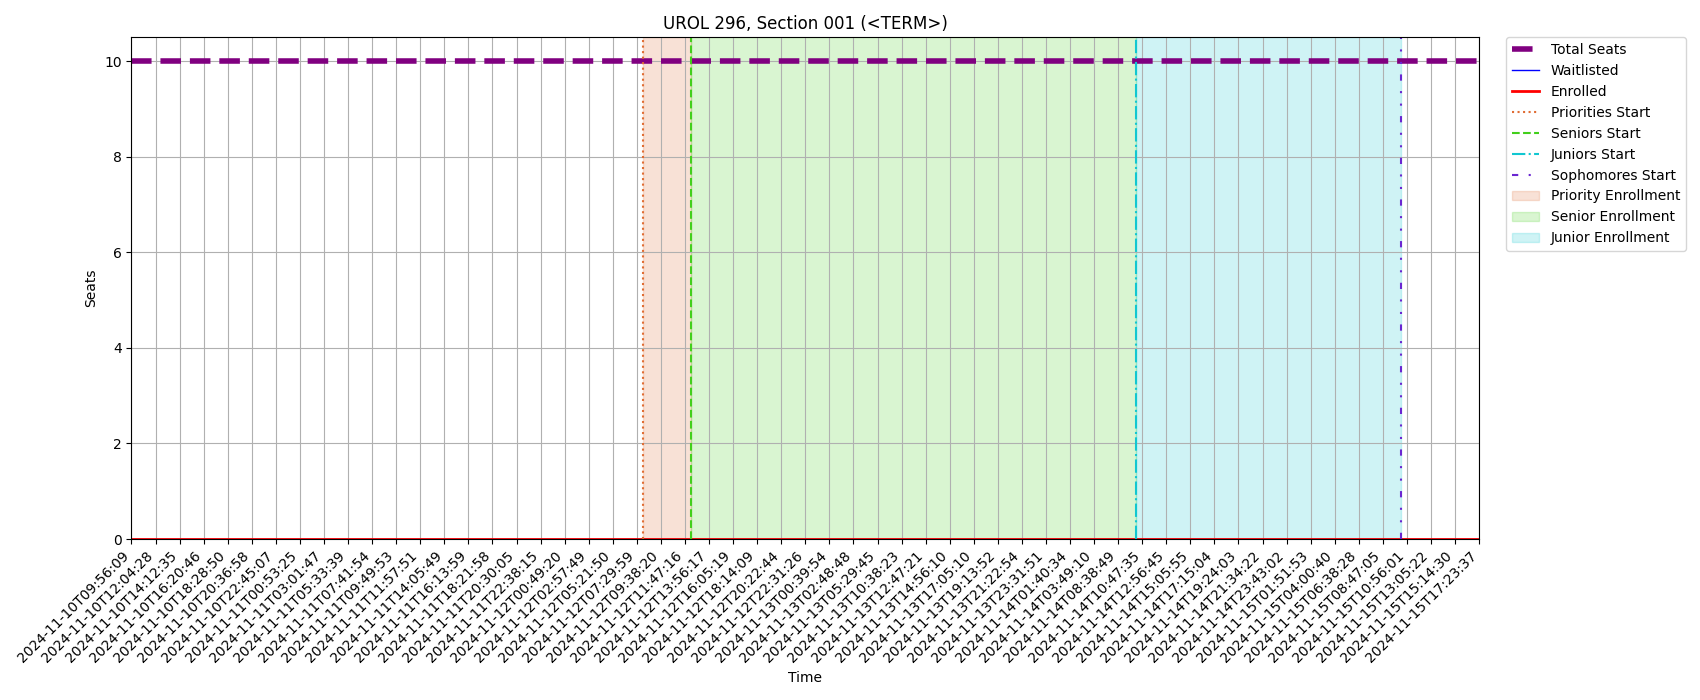 UROL 296, Section 001 (<TERM>)
Total Seats
Waitlisted
Enrolled
Priorities Start
Seniors Start
Juniors Start
Sophomores Start
Priority Enrollment
Senior Enrollment
Junior Enrollment
Seats
10
8
6
4
2
0
2024-11-10T09:56:09
2024-11-10T12:04:28
2024-11-10T14:12:35
2024-11-10T16:20:46
2024-11-10T18:28:50
2024-11-10T20:36:58
2024-11-10T22:45:07
2024-11-11T00:53:25
2024-11-11T03:01:47
2024-11-11T05:33:39
2024-11-11T07:41:54
2024-11-11T09:49:53
2024-11-11T11:57:51
2024-11-11T14:05:49
2024-11-11T16:13:59
2024-11-11T18:21:58
2024-11-11T20:30:05
2024-11-11T22:38:15
2024-11-12T00:49:20
2024-11-12T02:57:49
2024-11-12T05:21:50
2024-11-12T07:29:59
2024-11-12T09:38:20
2024-11-12T11:47:16
2024-11-12T13:56:17
2024-11-12T16:05:19
2024-11-12T18:14:09
2024-11-12T20:22:44
2024-11-12T22:31:26
2024-11-13T00:39:54
2024-11-13T02:48:48
2024-11-13T05:29:45
2024-11-13T10:38:23
2024-11-13T12:47:21
2024-11-13T14:56:10
2024-11-13T17:05:10
2024-11-13T19:13:52
2024-11-13T21:22:54
2024-11-13T23:31:51
2024-11-14T01:40:34
2024-11-14T03:49:10
2024-11-14T08:38:49
2024-11-14T10:47:35
2024-11-14T12:56:45
2024-11-14T15:05:55
2024-11-14T17:15:04
2024-11-14T19:24:03
2024-11-14T21:34:22
2024-11-14T23:43:02
2024-11-15T01:51:53
2024-11-15T04:00:40
2024-11-15T06:38:28
2024-11-15T08:47:05
2024-11-15T10:56:01
2024-11-15T13:05:22
2024-11-15T15:14:30
2024-11-15T17:23:37
Time